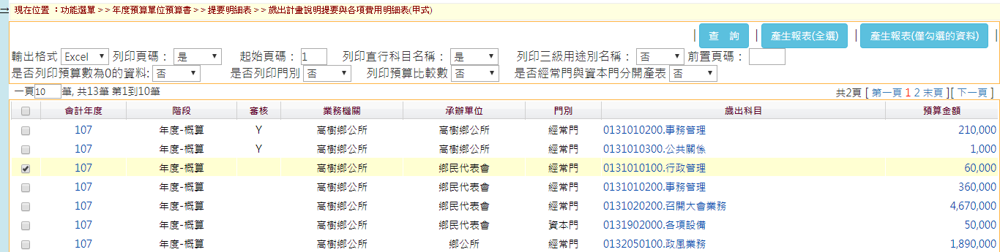 現在位置 ：功能選單 > > 年度預算單位預算書 > > 提要明細表 > > 歲出計畫說明提要與各項費用明細表(甲式)
| 查 詢 | 產生報表(全選) | 產生報表(僅勾選的資料) |
輸出格式 Excel 列印頁碼： 是 起始頁碼： 1 列印直行科目名稱： 是 列印三級用途別名稱： 否 前置頁碼：
是否列印預算數為0的資料: 否 是否列印門別 否 列印預算比較數 否 是否經常門與資本門分開產表 否
一頁10筆, 共13筆 第1到10筆 共2頁 [ 第一頁 1 2 末頁 ][ 下一頁 ]
會計年度 階段 審核 業務機關 承辦單位 門別 歲出科目 預算金額
107 年度-概算 Y 高樹鄉公所 高樹鄉公所 經常門 0131010200.事務管理 210,000
107 年度-概算 Y 高樹鄉公所 高樹鄉公所 經常門 0131010300.公共關係 1,000
107 年度-概算 高樹鄉公所 鄉民代表會 經常門 0131010100.行政管理 60,000
107 年度-概算 高樹鄉公所 鄉民代表會 經常門 0131010200.事務管理 360,000
107 年度-概算 高樹鄉公所 鄉民代表會 經常門 0131020200.召開大會業務 4,670,000
107 年度-概算 高樹鄉公所 鄉民代表會 資本門 0131902000.各項設備 50,000
107 年度-概算 高樹鄉公所 鄉公所 經常門 0132050100.政風業務 1,890,000